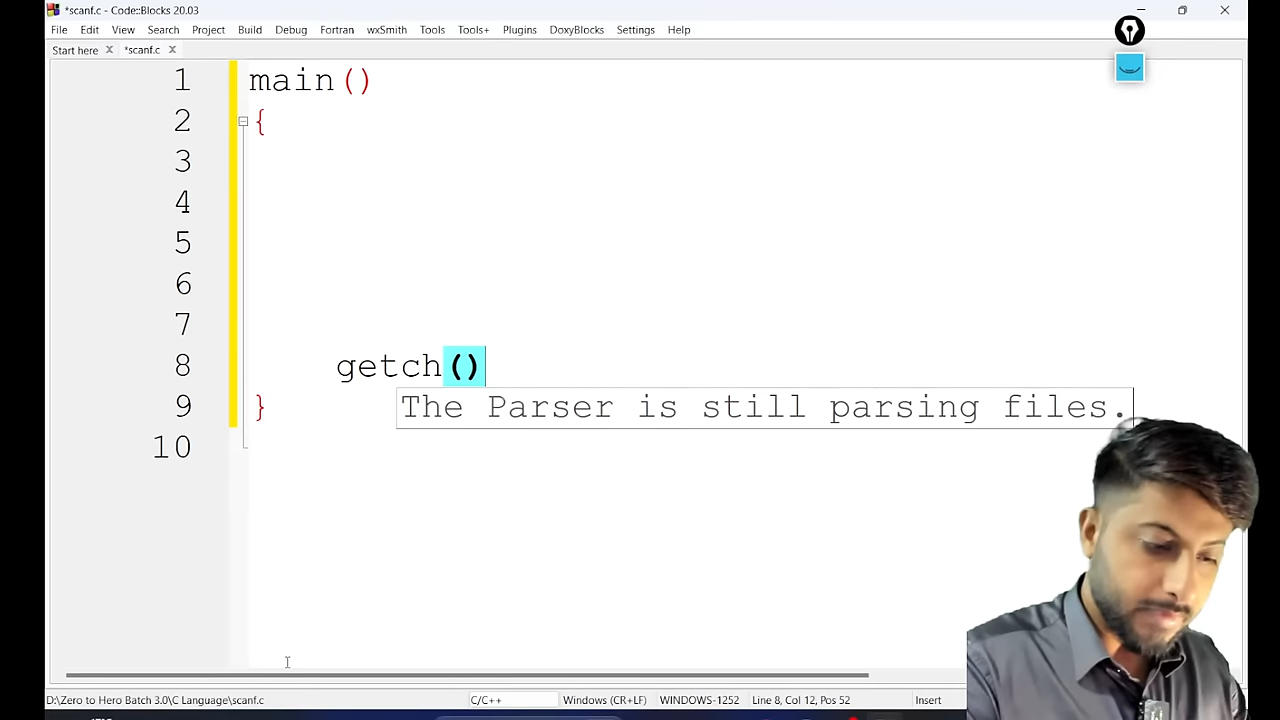 *scanf.c - Code::Blocks 20.03
File Edit View Search Project Build Debug Fortran wxSmith Tools Tools+ Plugins DoxyBlocks Settings Help
Start here *scanf.c
1 main()
2 {
3
4
5
6
7
8 getch()
The Parser is still parsing files.
9 }
10
D:\Zero to Hero Batch 3.0\C Language\scanf.c C/C++ Windows (CR+LF) WINDOWS-1252 Line 8, Col 12, Pos 52 Insert